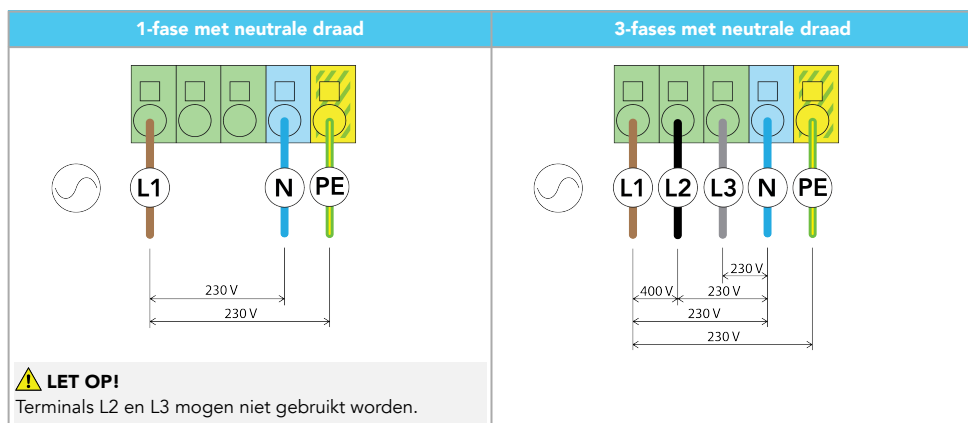 1-fase met neutrale draad
L1
N
PE
230 V
230 V
LET OP!
Terminals L2 en L3 mogen niet gebruikt worden.
3-fases met neutrale draad
L1
L2
L3
N
PE
230 V
400 V
230 V
230 V
230 V